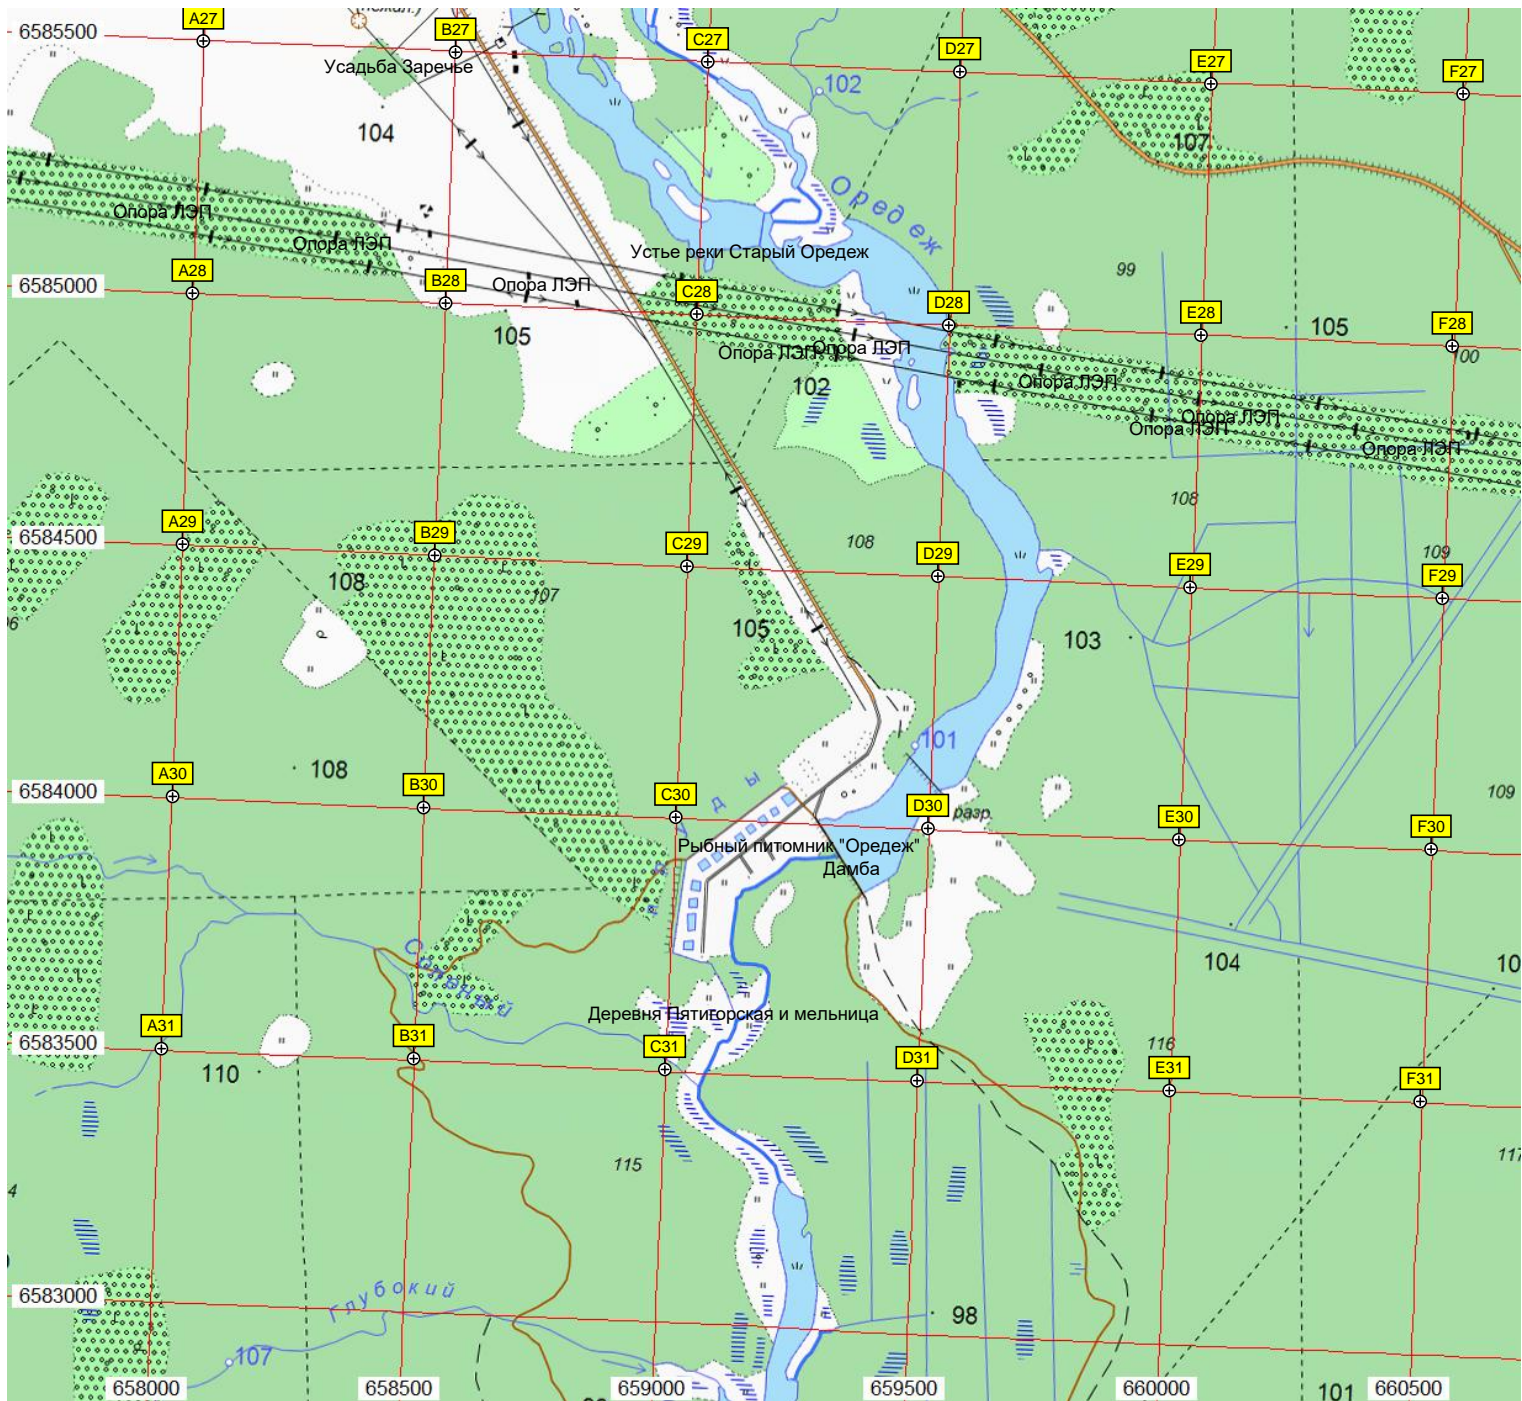 6585500
A27
B27
C27
D27
E27
F27
Усадьба Заречье
102
104
107
Оредеж
Опора ЛЭП
Опора ЛЭП
Устье реки Старый Оредеж
99
6585000
A28
B28
Опора ЛЭП
C28
D28
E28
105
F28
105
100
Опора ЛЭП
Опора ЛЭП
102
Опора ЛЭП
Опора ЛЭП
Опора ЛЭП
Опора ЛЭП
108
6584500
A29
B29
C29
108
D29
E29
109
F29
108
107
105
103
101
6584000
A30
108
B30
C30
пруды
D30
разр.
E30
F30
109
Рыбный питомник "Оредеж"
Дамба
104
10
6583500
A31
B31
Деревня Пятигорская и мельница
C31
D31
116
E31
F31
110
115
117
6583000
Глубокий
98
107
658000
658500
659000
659500
660000
660500
101